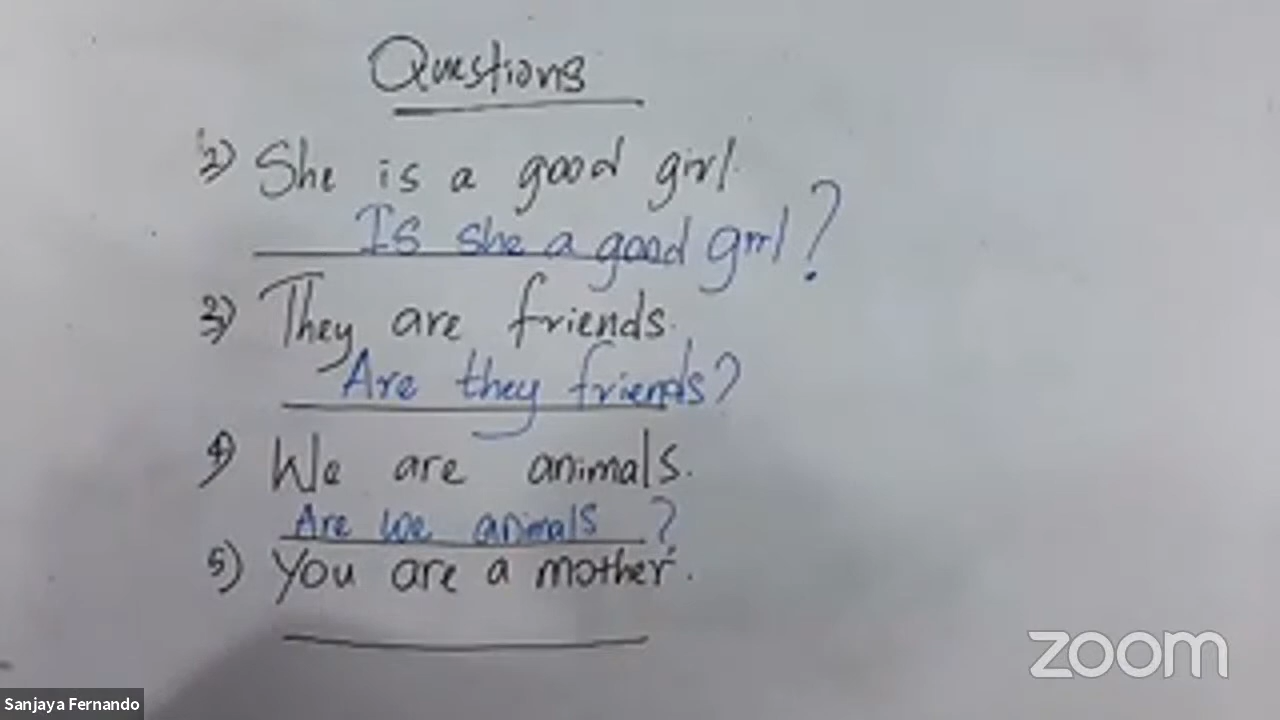 Questions
2) She is a good girl.
Is she a good girl?
3) They are friends.
Are they friends?
4) We are animals.
Are we animals?
5) You are a mother.
zoom
Sanjaya Fernando